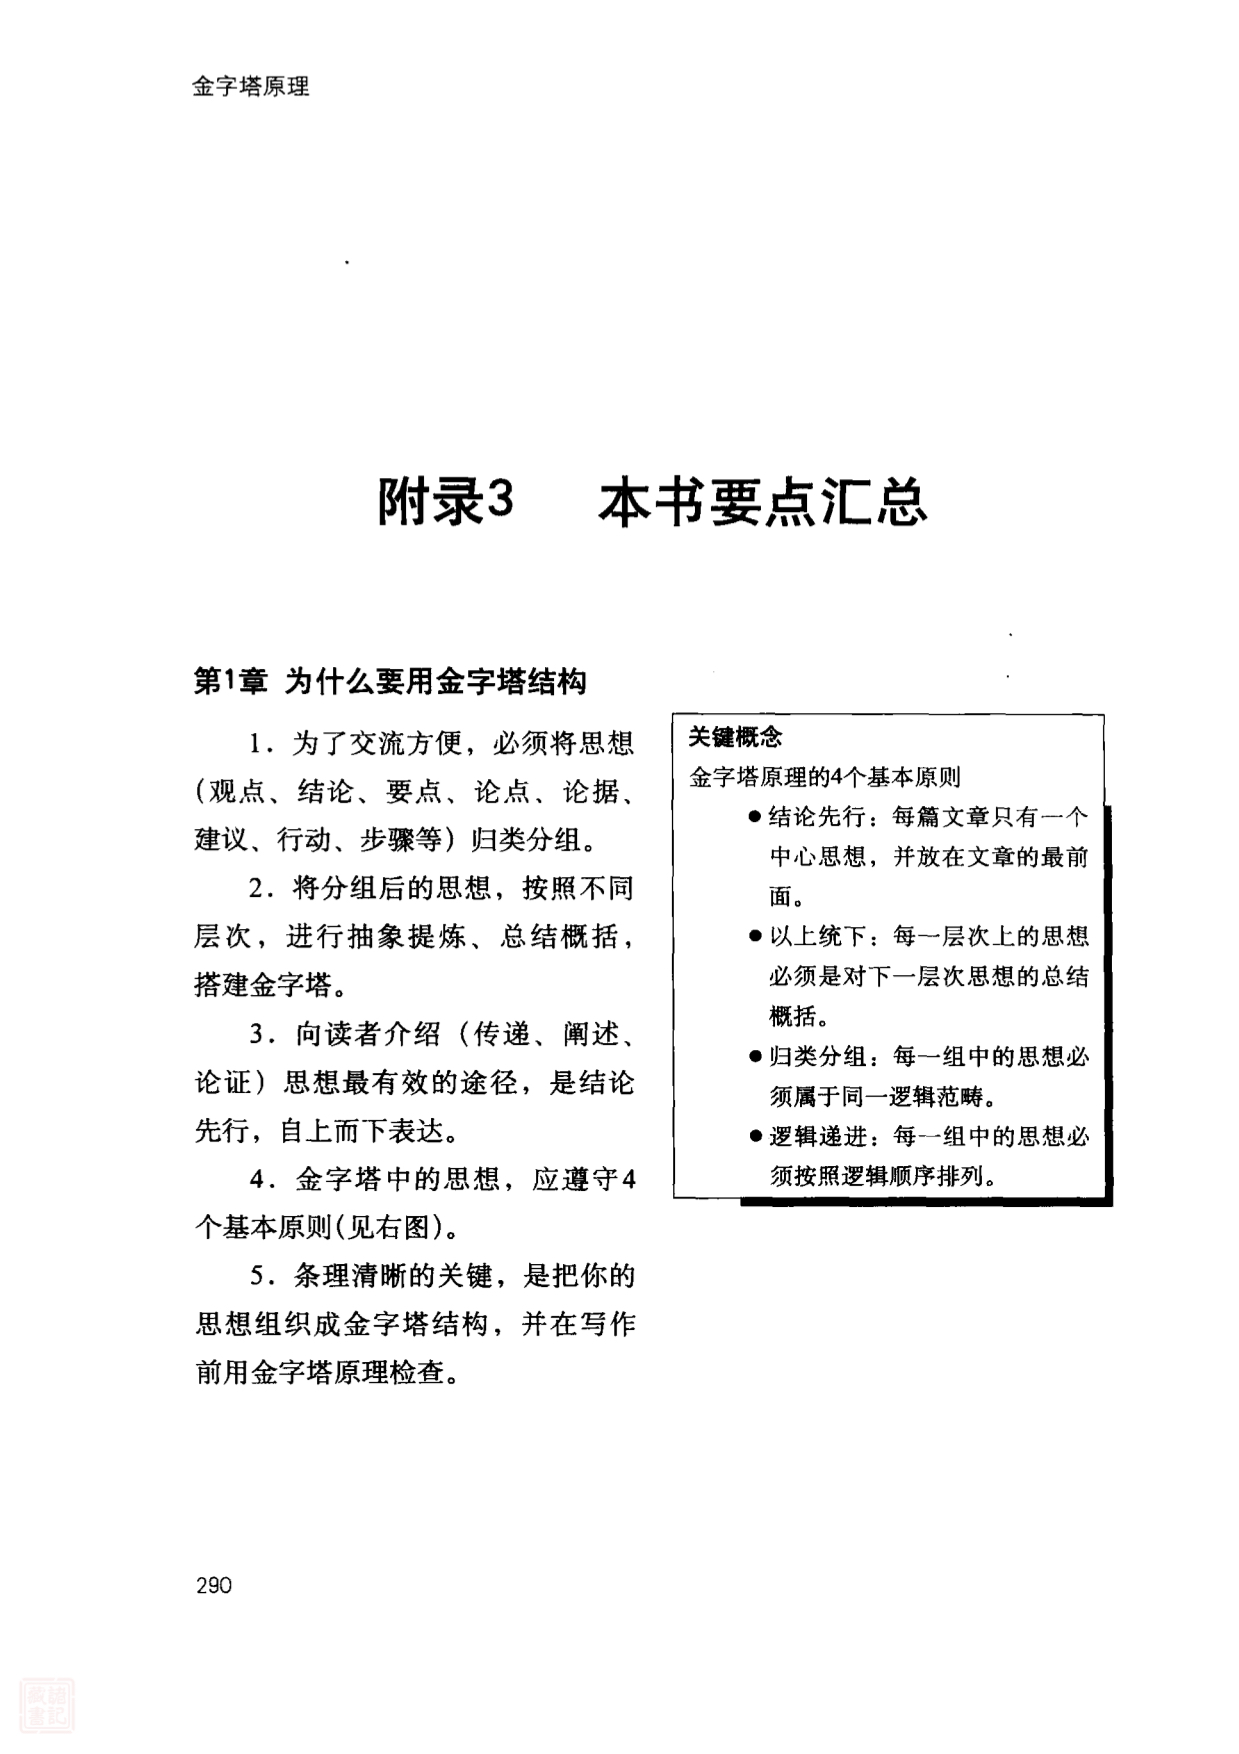 金字塔原理
附录3 本书要点汇总
第1章 为什么要用金字塔结构
1．为了交流方便，必须将思想
（观点、结论、要点、论点、论据、
建议、行动、步骤等）归类分组。
2．将分组后的思想，按照不同
层次，进行抽象提炼、总结概括，
搭建金字塔。
3．向读者介绍（传递、阐述、
论证）思想最有效的途径，是结论
先行，自上而下表达。
4．金字塔中的思想，应遵守4
个基本原则(见右图)。
5．条理清晰的关键，是把你的
思想组织成金字塔结构，并在写作
前用金字塔原理检查。
关键概念
金字塔原理的4个基本原则
●结论先行：每篇文章只有一个
中心思想，并放在文章的最前
面。
●以上统下：每一层次上的思想
必须是对下一层次思想的总结
概括。
●归类分组：每一组中的思想必
须属于同一逻辑范畴。
●逻辑递进：每一组中的思想必
须按照逻辑顺序排列。
290